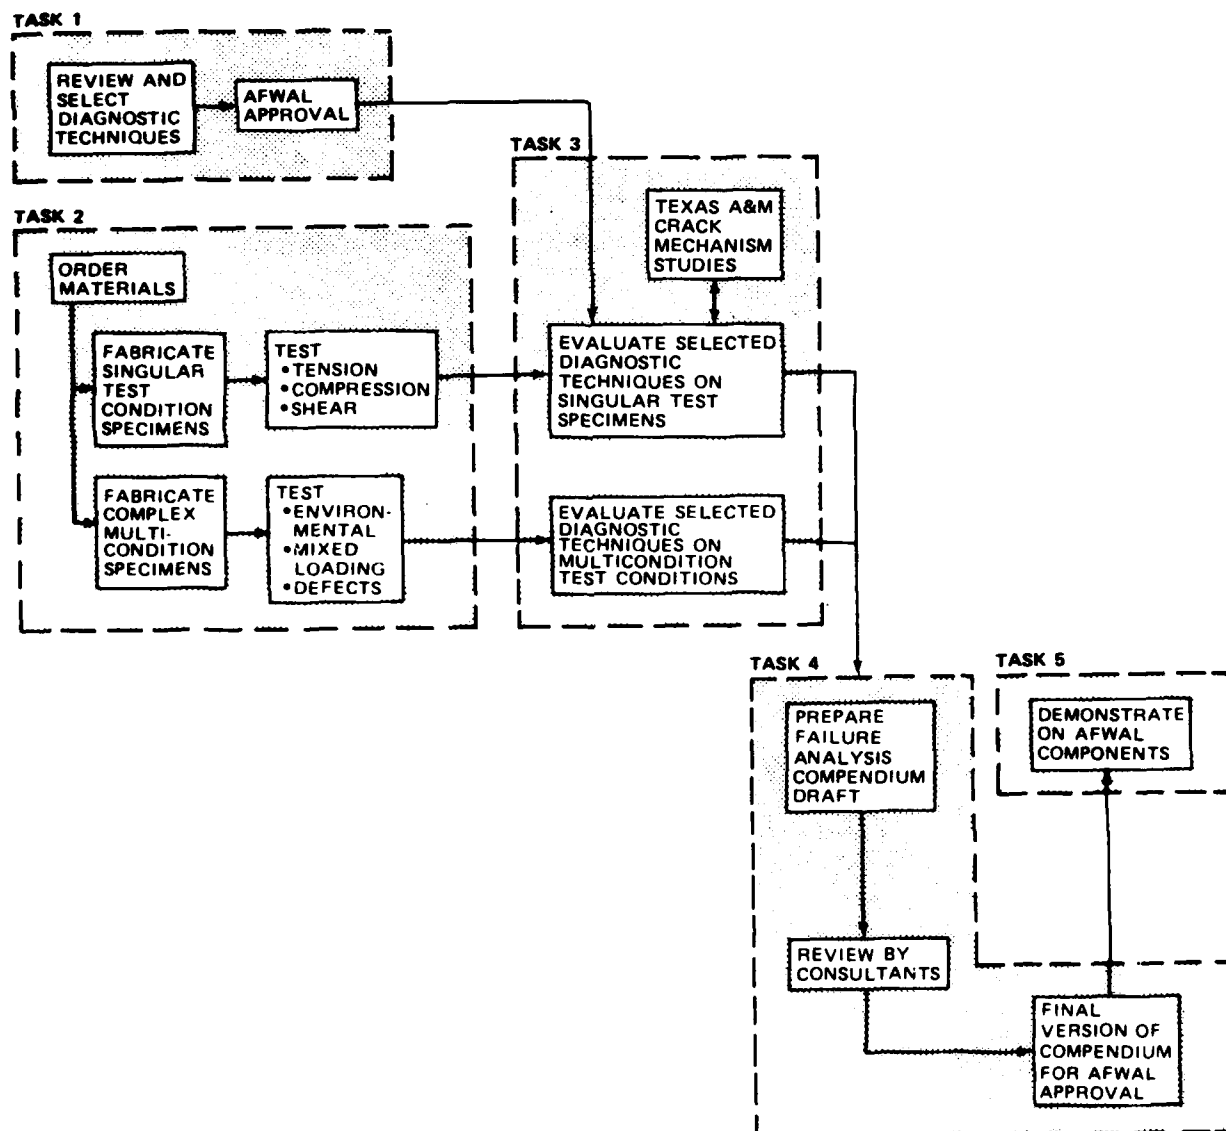 TASK 1
REVIEW AND
SELECT
DIAGNOSTIC
TECHNIQUES
AFWAL
APPROVAL
TASK 2
ORDER
MATERIALS
FABRICATE
SINGULAR
TEST
CONDITION
SPECIMENS
TEST
• TENSION
• COMPRESSION
• SHEAR
FABRICATE
COMPLEX
MULTI-
CONDITION
SPECIMENS
TEST
• ENVIRON-
MENTAL
• MIXED
LOADING
• DEFECTS
TASK 3
TEXAS A&M
CRACK
MECHANISM
STUDIES
EVALUATE SELECTED
DIAGNOSTIC
TECHNIQUES ON
SINGULAR TEST
SPECIMENS
EVALUATE SELECTED
DIAGNOSTIC
TECHNIQUES ON
MULTICONDITION
TEST CONDITIONS
TASK 4
PREPARE
FAILURE
ANALYSIS
COMPENDIUM
DRAFT
REVIEW BY
CONSULTANTS
FINAL
VERSION OF
COMPENDIUM
FOR AFWAL
APPROVAL
TASK 5
DEMONSTRATE
ON AFWAL
COMPONENTS